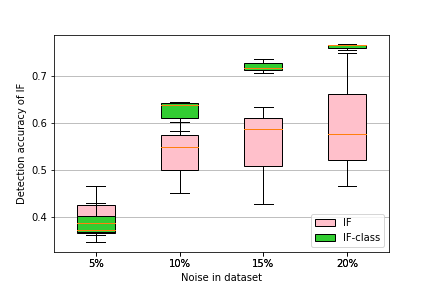 Detection accuracy of IF
0.7
0.6
0.5
0.4
5%
10%
15%
20%
Noise in dataset
IF
IF-class